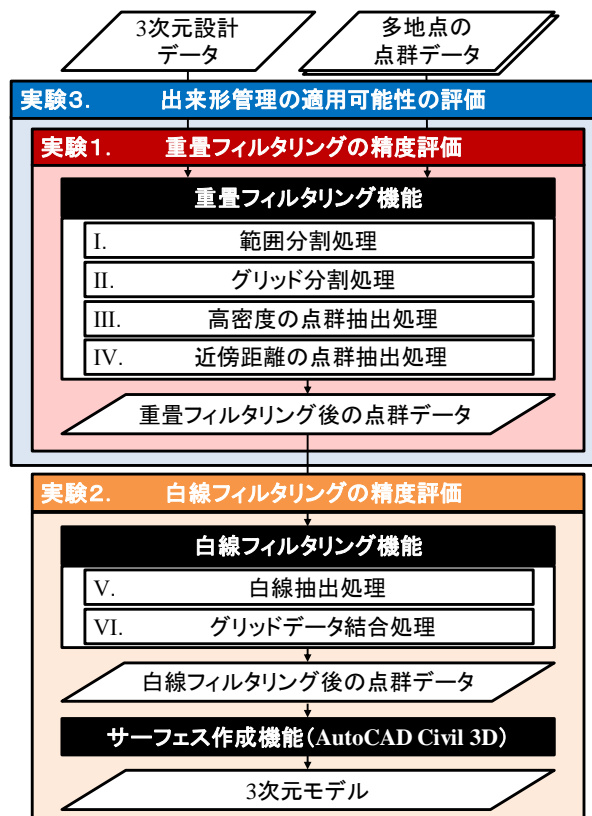 3次元設計
データ
多地点の
点群データ
実験3. 出来形管理の適用可能性の評価
実験1. 重畳フィルタリングの精度評価
重畳フィルタリング機能
I. 範囲分割処理
II. グリッド分割処理
III. 高密度の点群抽出処理
IV. 近傍距離の点群抽出処理
重畳フィルタリング後の点群データ
実験2. 白線フィルタリングの精度評価
白線フィルタリング機能
V. 白線抽出処理
VI. グリッドデータ結合処理
白線フィルタリング後の点群データ
サーフェス作成機能(AutoCAD Civil 3D)
3次元モデル